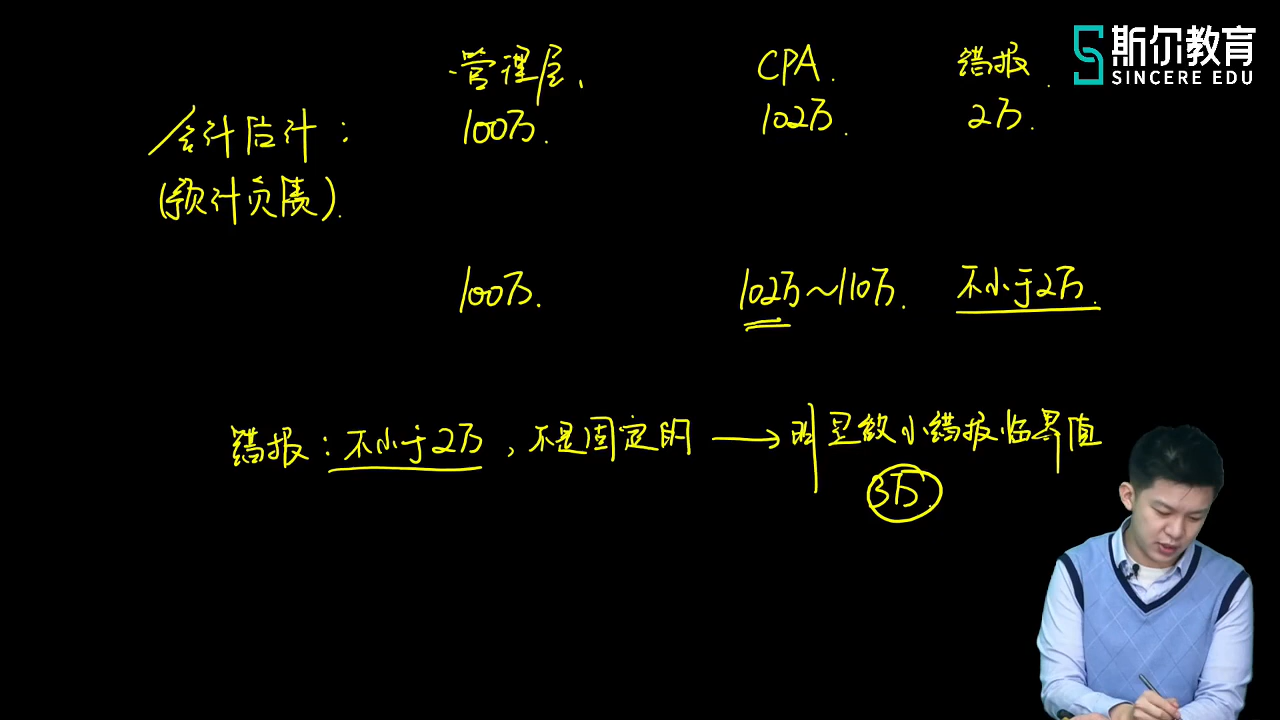 斯尔教育
SINCERE EDU
管理层、 CPA. 错报.
会计估计: 100万. 102万. 2万.
(预计负债).
100万. 102万~110万. 不小于2万.
错报:不小于2万,不是固定的 → 明显微小错报临界值
3万.